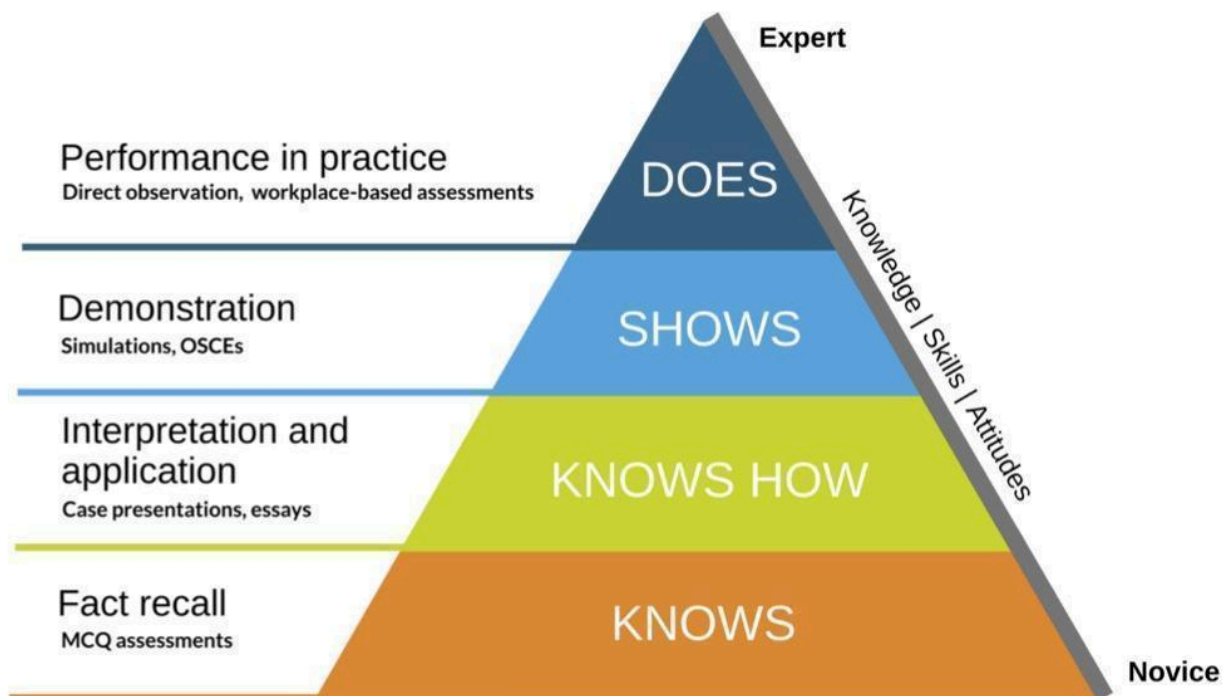 Expert
Performance in practice
Direct observation, workplace-based assessments
DOES
Knowledge | Skills | Attitudes
Demonstration
Simulations, OSCEs
SHOWS
Interpretation and
application
Case presentations, essays
KNOWS HOW
Fact recall
MCQ assessments
KNOWS
Novice